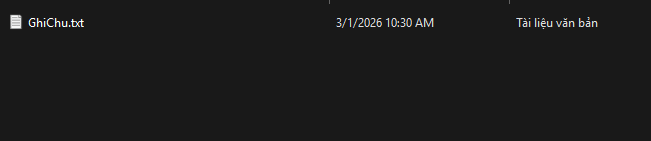 GhiChu.txt 3/1/2026 10:30 AM Tài liệu văn bản